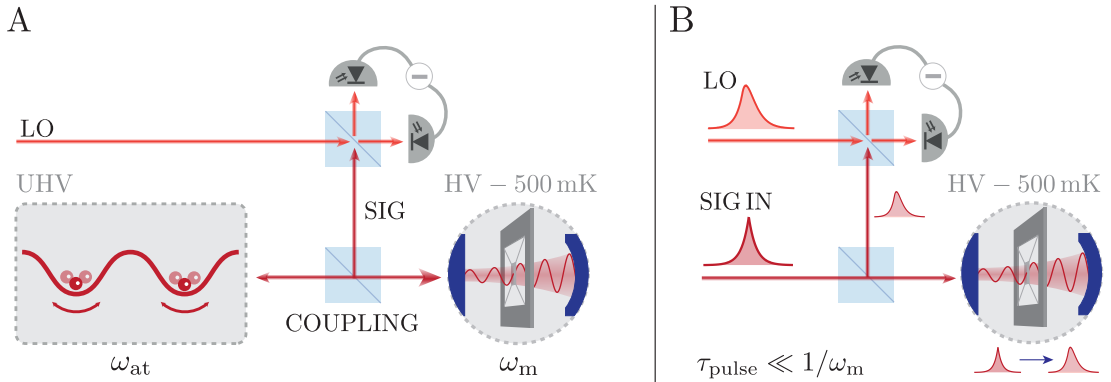 A
LO
UHV
SIG
HV – 500 mK
COUPLING
ω_at
ω_m
B
LO
SIG IN
HV – 500 mK
τ_pulse ≪ 1/ω_m